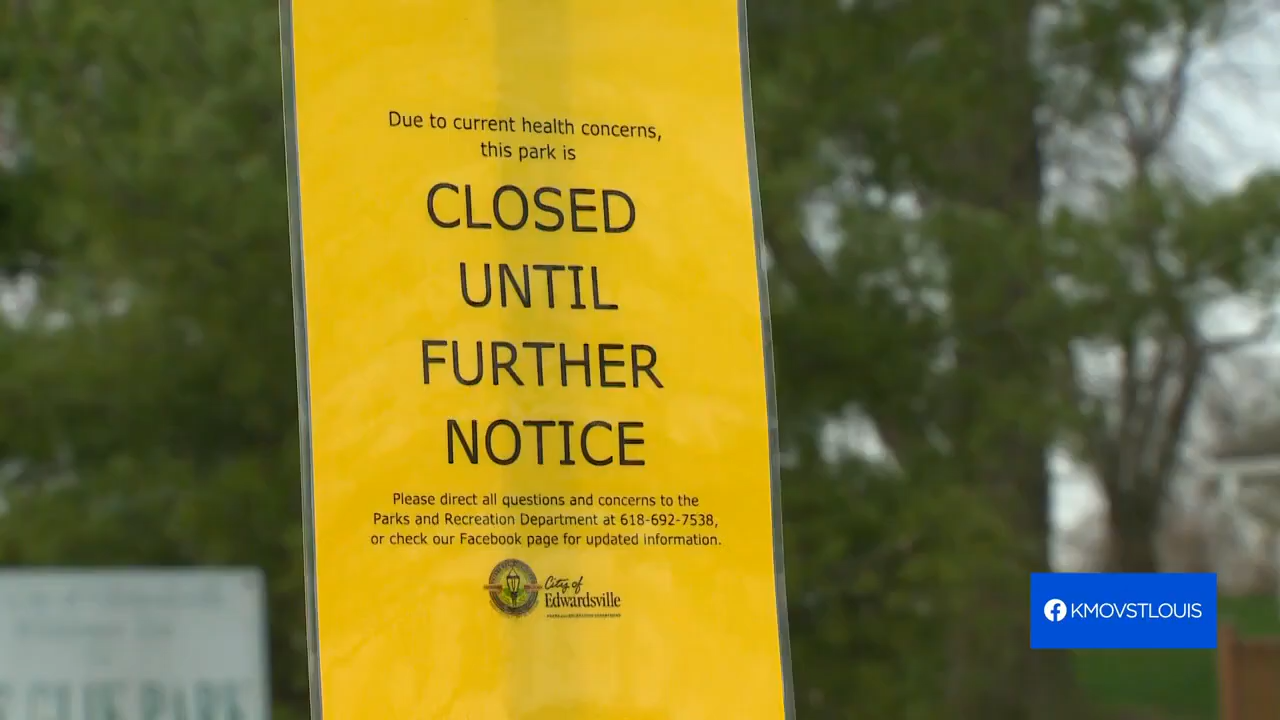 Due to current health concerns,
this park is
CLOSED
UNTIL
FURTHER
NOTICE
Please direct all questions and concerns to the
Parks and Recreation Department at 618-692-7538,
or check our Facebook page for updated information.
City of
Edwardsville
KMOVSTLOUIS
PARK